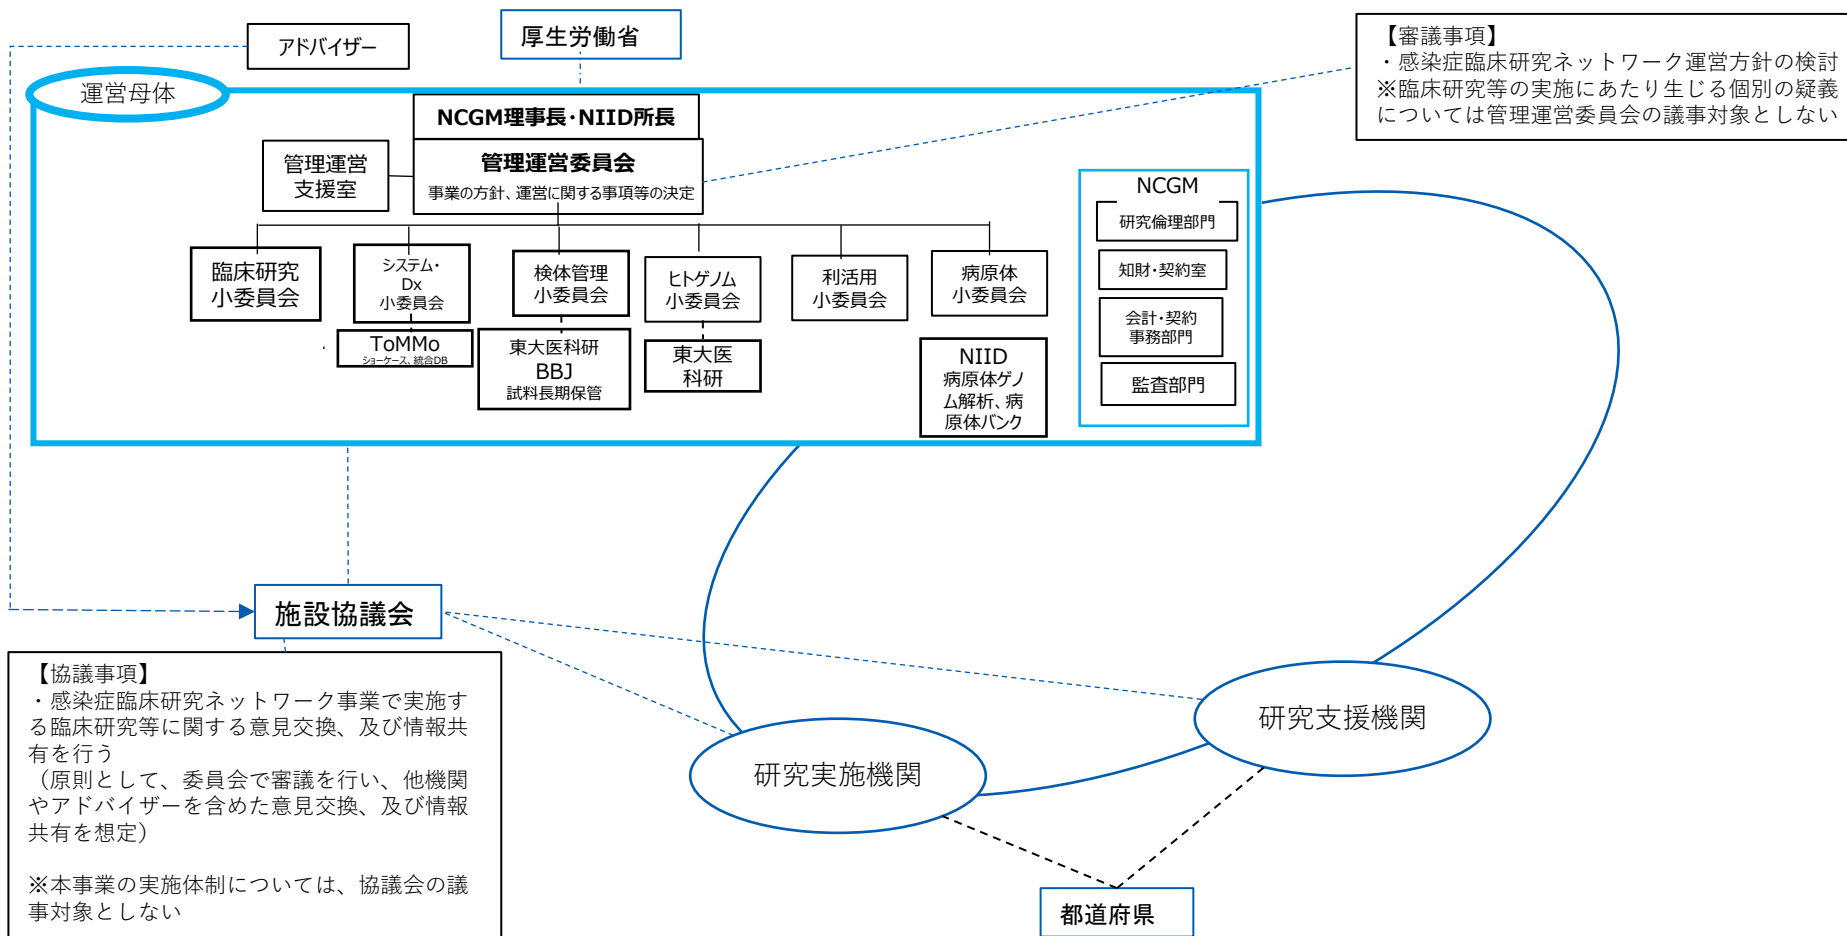 アドバイザー
厚生労働省
【審議事項】
・感染症臨床研究ネットワーク運営方針の検討
※臨床研究等の実施にあたり生じる個別の疑義
については管理運営委員会の議事対象としない
運営母体
NCGM理事長・NIID所長
管理運営委員会
事業の方針、運営に関する事項等の決定
管理運営
支援室
臨床研究
小委員会
システム・
Dx
小委員会
検体管理
小委員会
ヒトゲノム
小委員会
利活用
小委員会
病原体
小委員会
ToMMo
ショーケース、統合DB
東大医科研
BBJ
試料長期保管
東大医
科研
NIID
病原体ゲノ
ム解析、病
原体バンク
NCGM
研究倫理部門
知財・契約室
会計・契約
事務部門
監査部門
施設協議会
【協議事項】
・感染症臨床研究ネットワーク事業で実施す
る臨床研究等に関する意見交換、及び情報共
有を行う
（原則として、委員会で審議を行い、他機関
やアドバイザーを含めた意見交換、及び情報
共有を想定）
※本事業の実施体制については、協議会の議
事対象としない
研究実施機関
研究支援機関
都道府県